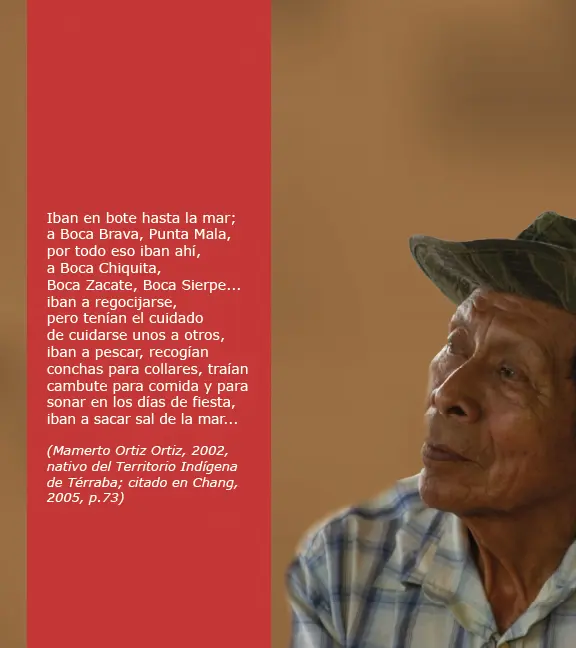 Iban en bote hasta la mar;
a Boca Brava, Punta Mala,
por todo eso iban ahí,
a Boca Chiquita,
Boca Zacate, Boca Sierpe...
iban a regocijarse,
pero tenían el cuidado
de cuidarse unos a otros,
iban a pescar, recogían
conchas para collares, traían
cambute para comida y para
sonar en los días de fiesta,
iban a sacar sal de la mar...
(Mamerto Ortiz Ortiz, 2002,
nativo del Territorio Indígena
de Térraba; citado en Chang,
2005, p.73)